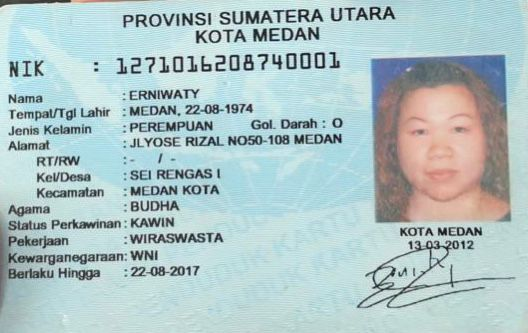 PROVINSI SUMATERA UTARA
KOTA MEDAN
NIK : 1271016208740001
Nama : ERNIWATY
Tempat/Tgl Lahir : MEDAN, 22-08-1974
Jenis Kelamin : PEREMPUAN Gol. Darah : O
Alamat : JLYOSE RIZAL NO50-108 MEDAN
RT/RW : - / -
Kel/Desa : SEI RENGAS I
Kecamatan : MEDAN KOTA
Agama : BUDHA
Status Perkawinan : KAWIN
Pekerjaan : WIRASWASTA
Kewarganegaraan : WNI
Berlaku Hingga : 22-08-2017
KOTA MEDAN
13-03-2012